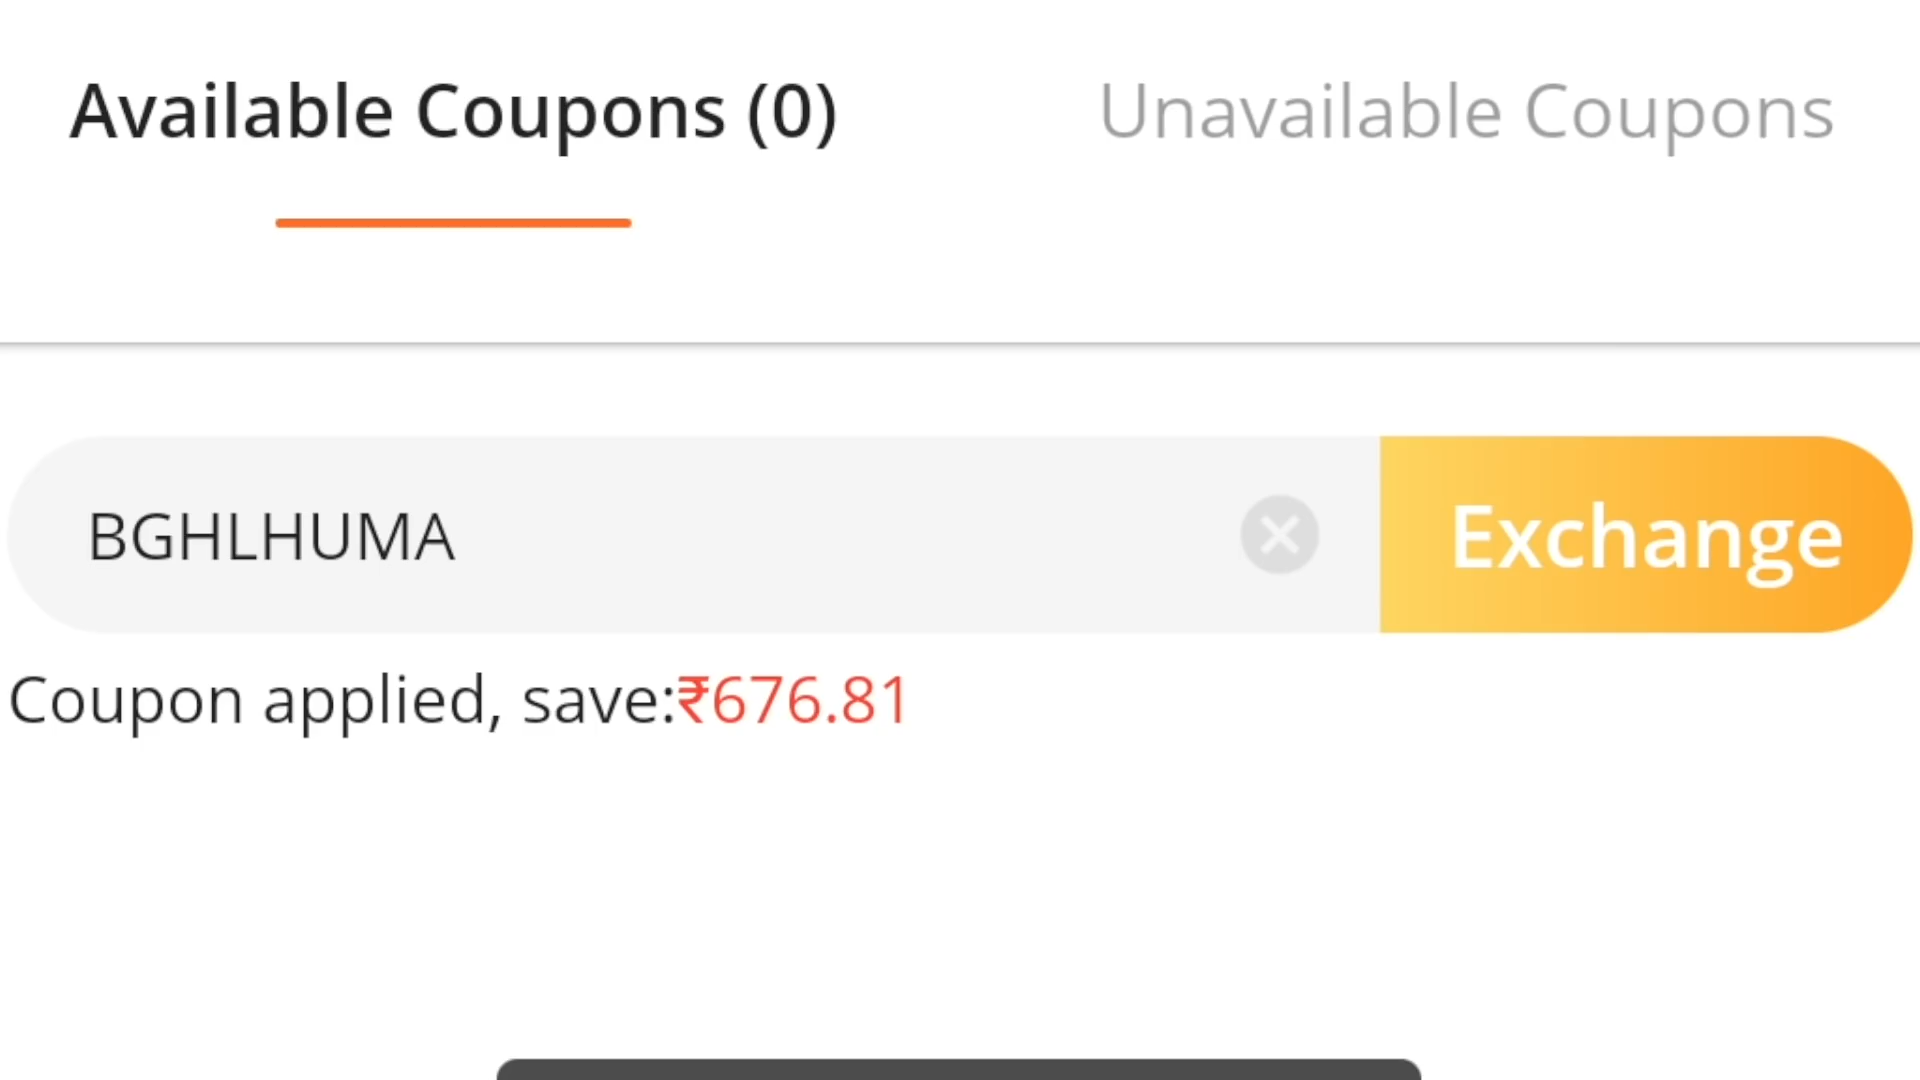 Available Coupons (0) Unavailable Coupons
BGHLHUMA Exchange
Coupon applied, save:₹676.81